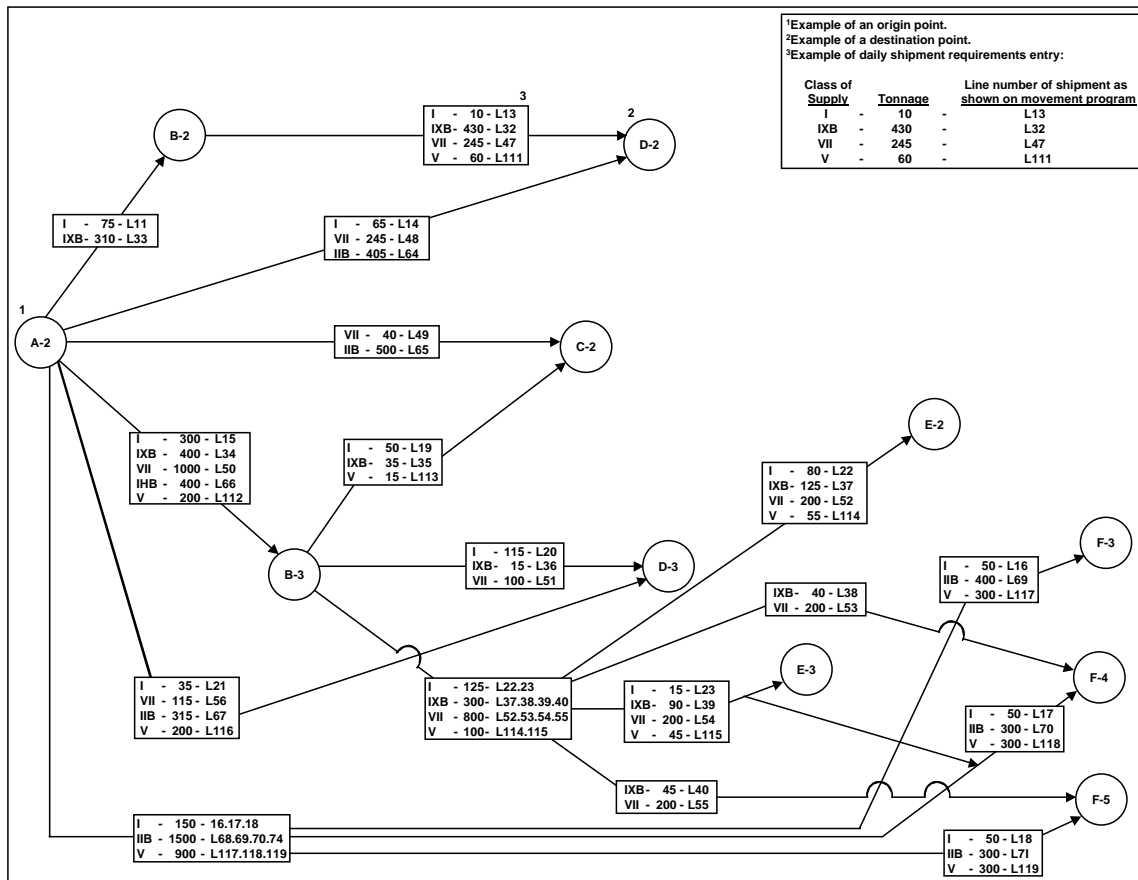 ¹Example of an origin point.
²Example of a destination point.
³Example of daily shipment requirements entry:
Class of Supply Tonnage Line number of shipment as shown on movement program
I - 10 - L13
IXB - 430 - L32
VII - 245 - L47
V - 60 - L111
3
I - 10 - L13
IXB- 430 - L32
VII - 245 - L47
V - 60 - L111
2
B-2
D-2
I - 75 - L11
IXB- 310 - L33
I - 65 - L14
VII - 245 - L48
IIB - 405 - L64
1
A-2
VII - 40 - L49
IIB - 500 - L65
C-2
I - 300 - L15
IXB - 400 - L34
VII - 1000 - L50
IHB - 400 - L66
V - 200 - L112
I - 50 - L19
IXB- 35 - L35
V - 15 - L113
E-2
I - 80 - L22
IXB- 125 - L37
VII - 200 - L52
V - 55 - L114
B-3
I - 115 - L20
IXB - 15 - L36
VII - 100 - L51
D-3
I - 50 - L16
IIB - 400 - L69
V - 300 - L117
F-3
IXB- 40 - L38
VII - 200 - L53
E-3
F-4
I - 35 - L21
VII - 115 - L56
IIB - 315 - L67
V - 200 - L116
I - 125- L22.23
IXB - 300- L37.38.39.40
VII - 800- L52.53.54.55
V - 100- L114.115
I - 15 - L23
IXB- 90 - L39
VII - 200 - L54
V - 45 - L115
I - 50 - L17
IIB - 300 - L70
V - 300 - L118
IXB - 45 - L40
VII - 200 - L55
F-5
I - 150 - 16.17.18
IIB - 1500 - L68.69.70.74
V - 900 - L117.118.119
I - 50 - L18
IIB - 300 - L7I
V - 300 - L119